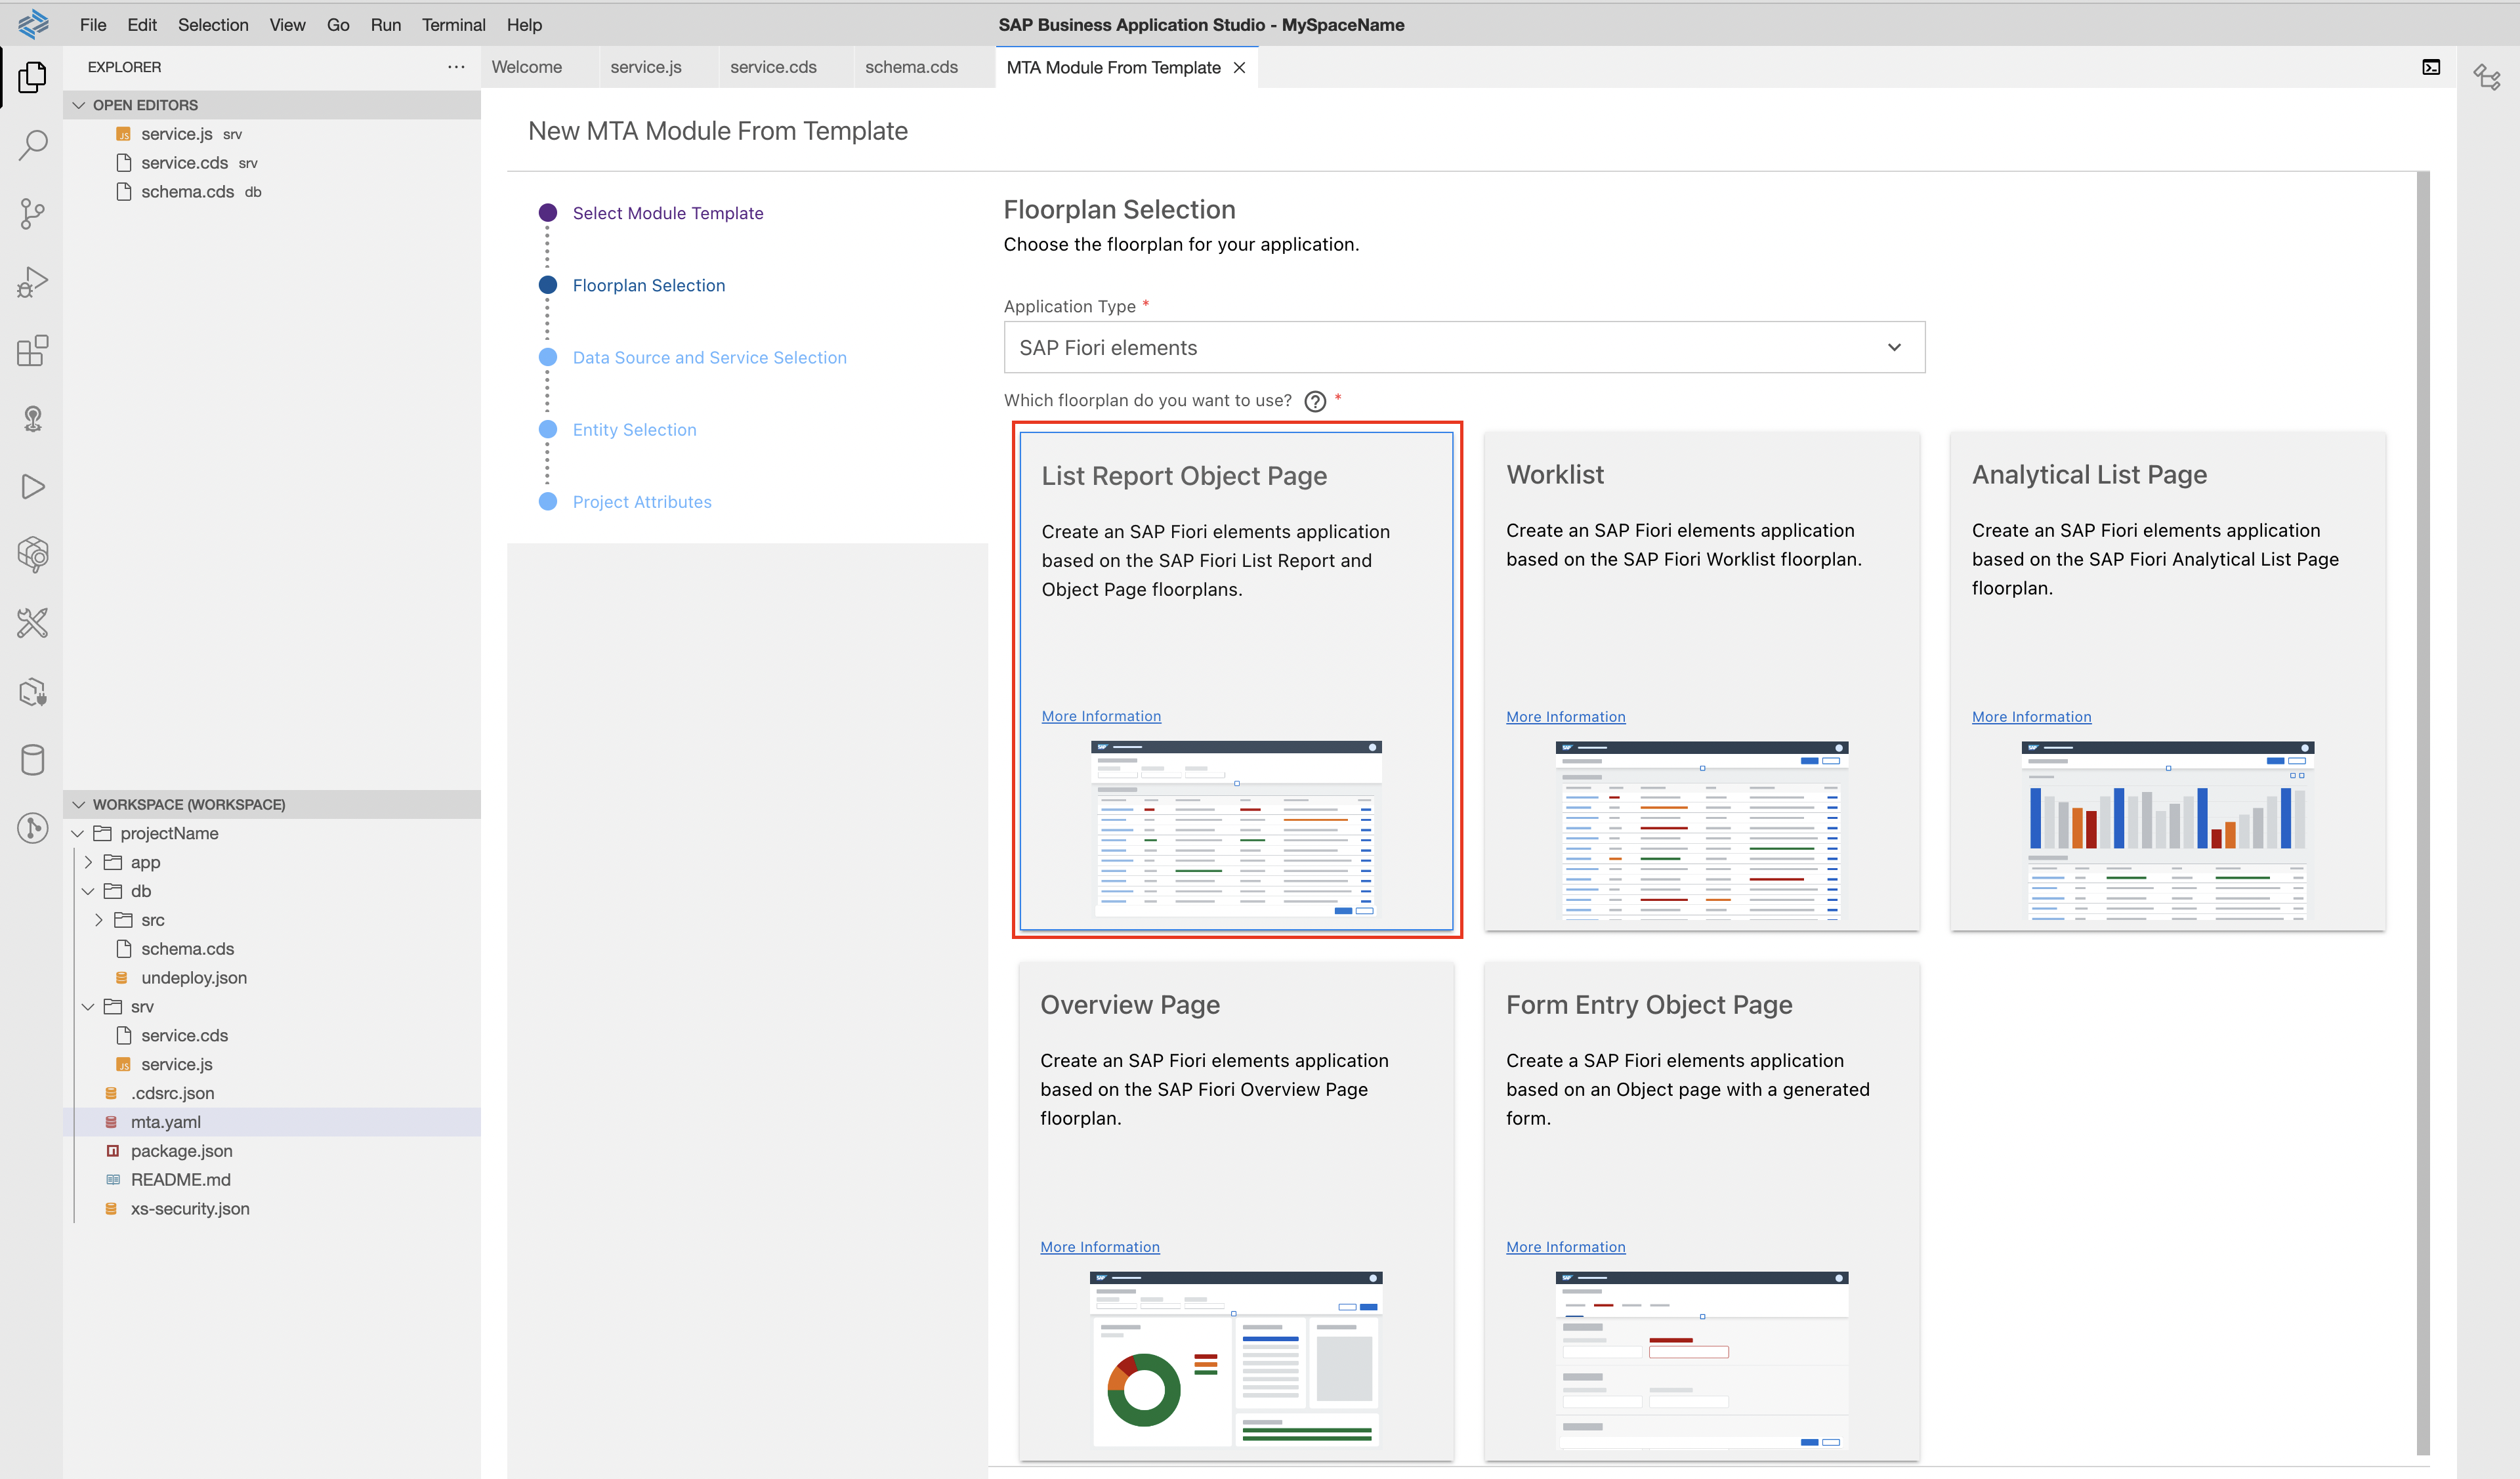 File Edit Selection View Go Run Terminal Help
SAP Business Application Studio - MySpaceName
EXPLORER
OPEN EDITORS
service.js srv
service.cds srv
schema.cds db
WORKSPACE (WORKSPACE)
projectName
app
db
src
schema.cds
undeploy.json
srv
service.cds
service.js
.cdsrc.json
mta.yaml
package.json
README.md
xs-security.json
Welcome service.js service.cds schema.cds MTA Module From Template
New MTA Module From Template
Select Module Template
Floorplan Selection
Data Source and Service Selection
Entity Selection
Project Attributes
Floorplan Selection
Choose the floorplan for your application.
Application Type *
SAP Fiori elements
Which floorplan do you want to use? ? *
List Report Object Page
Create an SAP Fiori elements application
based on the SAP Fiori List Report and
Object Page floorplans.
More Information
Worklist
Create an SAP Fiori elements application
based on the SAP Fiori Worklist floorplan.
More Information
Analytical List Page
Create an SAP Fiori elements application
based on the SAP Fiori Analytical List Page
floorplan.
More Information
Overview Page
Create an SAP Fiori elements application
based on the SAP Fiori Overview Page
floorplan.
More Information
Form Entry Object Page
Create a SAP Fiori elements application
based on an Object page with a generated
form.
More Information